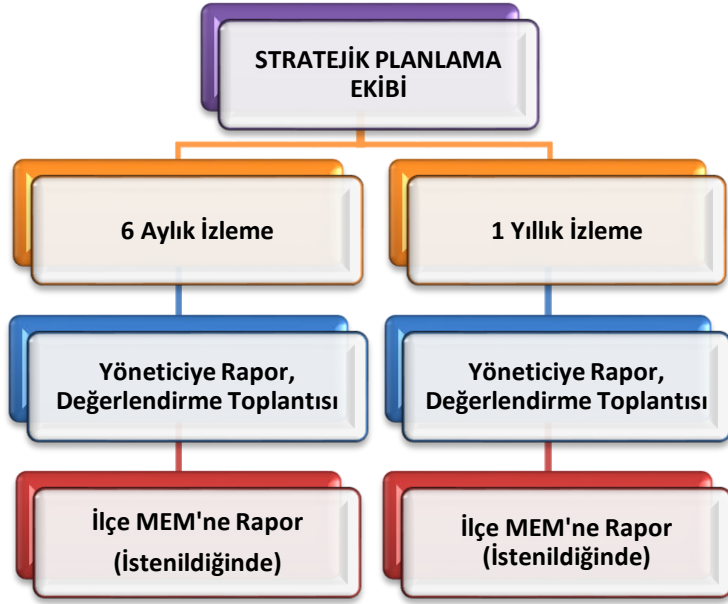 STRATEJİK PLANLAMA
EKİBİ
6 Aylık İzleme
1 Yıllık İzleme
Yöneticiye Rapor,
Değerlendirme Toplantısı
Yöneticiye Rapor,
Değerlendirme Toplantısı
İlçe MEM'ne Rapor
(İstenildiğinde)
İlçe MEM'ne Rapor
(İstenildiğinde)